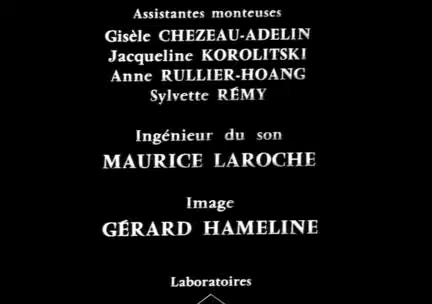 Assistantes monteuses
Gisèle CHEZEAU-ADELIN
Jacqueline KOROLITSKI
Anne RULLIER-HOANG
Sylvette RÉMY
Ingénieur du son
MAURICE LAROCHE
Image
GÉRARD HAMELINE
Laboratoires